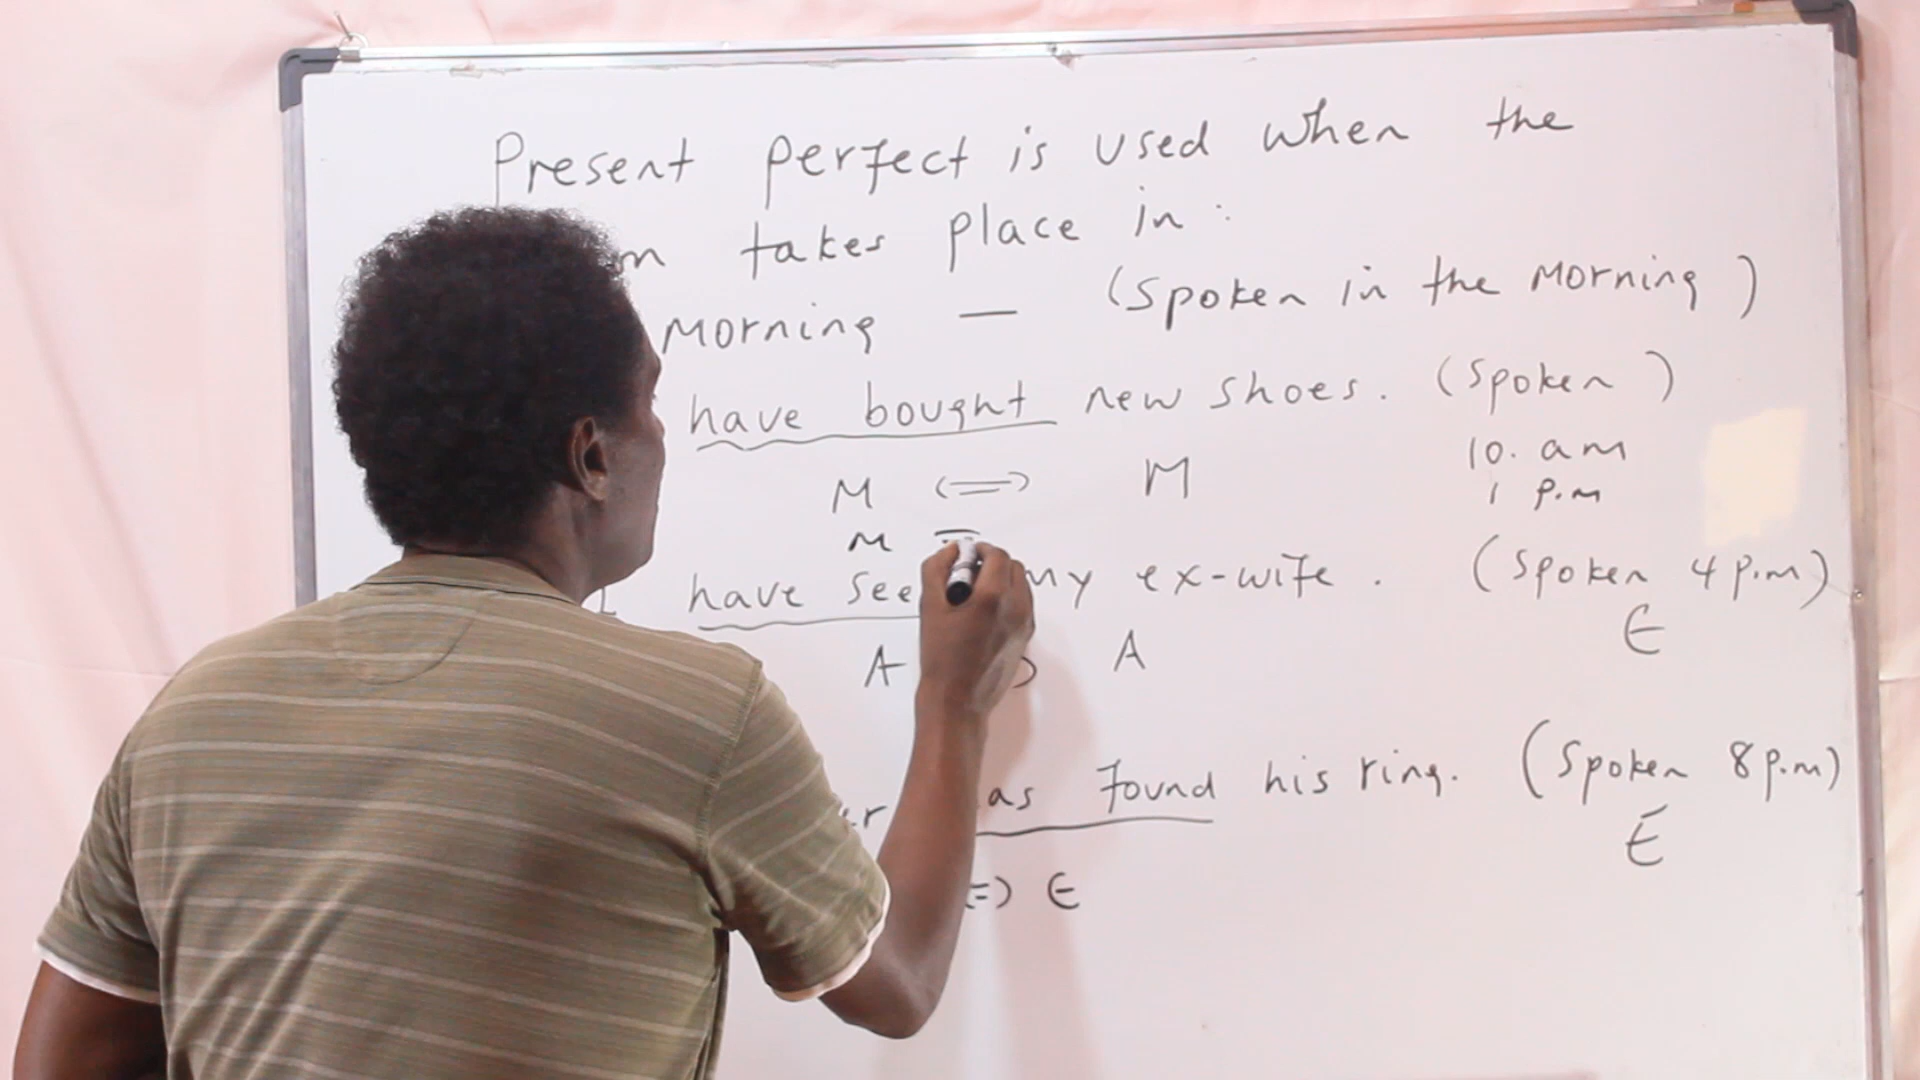 Present perfect is used when the
takes place in:
Morning — (Spoken in the Morning)
have bought new shoes. (Spoken)
10. am
M <=> M
1 p.m
M =
have see my ex-wife. (Spoken 4 p.m)
E
A A
as found his ring. (Spoken 8 p.m)
E
=) E